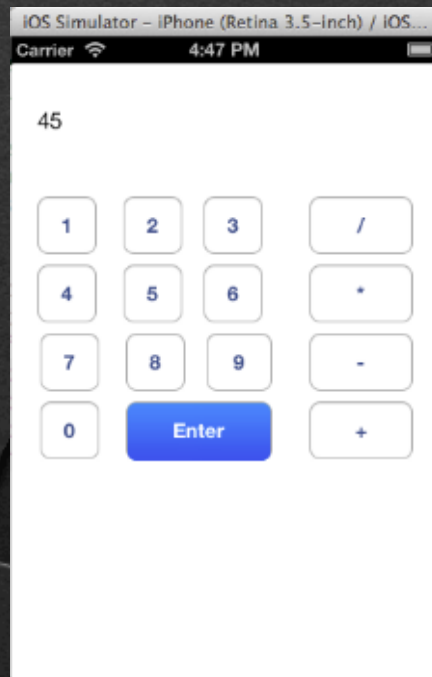 iOS Simulator – iPhone (Retina 3.5-inch) / iOS...
Carrier 4:47 PM
45
1 2 3 /
4 5 6 *
7 8 9 -
0 Enter +